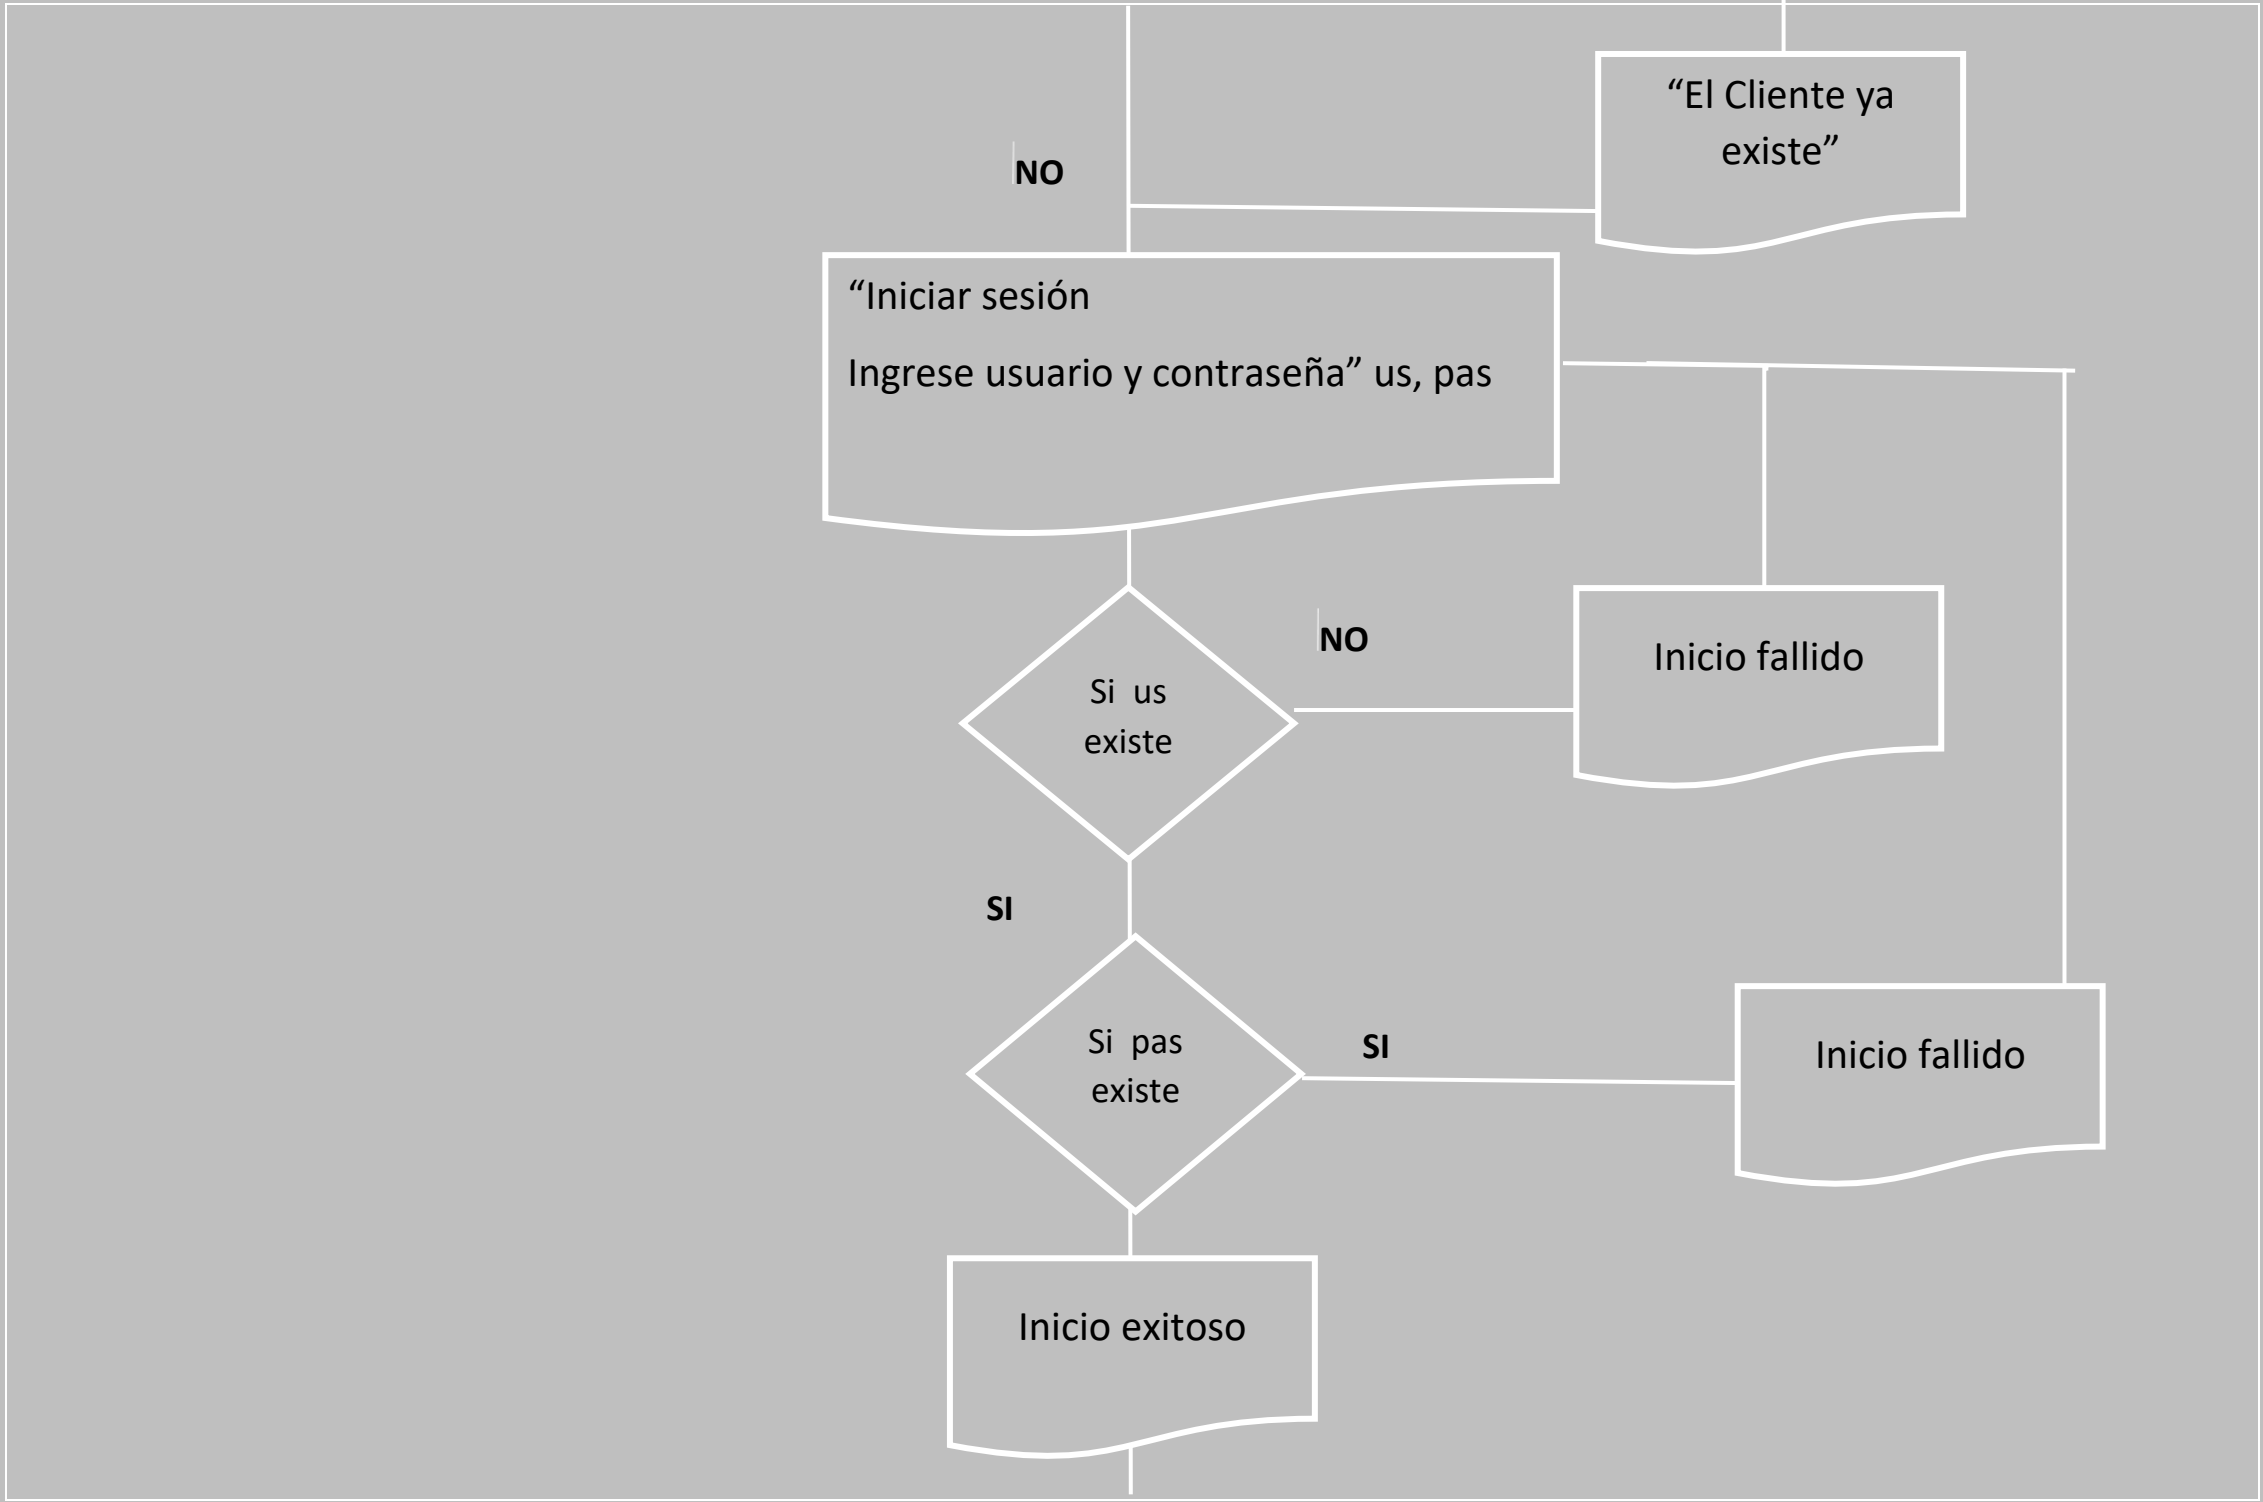 “El Cliente ya
existe”
NO
“Iniciar sesión
Ingrese usuario y contraseña” us, pas
NO
Inicio fallido
Si us
existe
SI
Si pas
existe
SI
Inicio fallido
Inicio exitoso